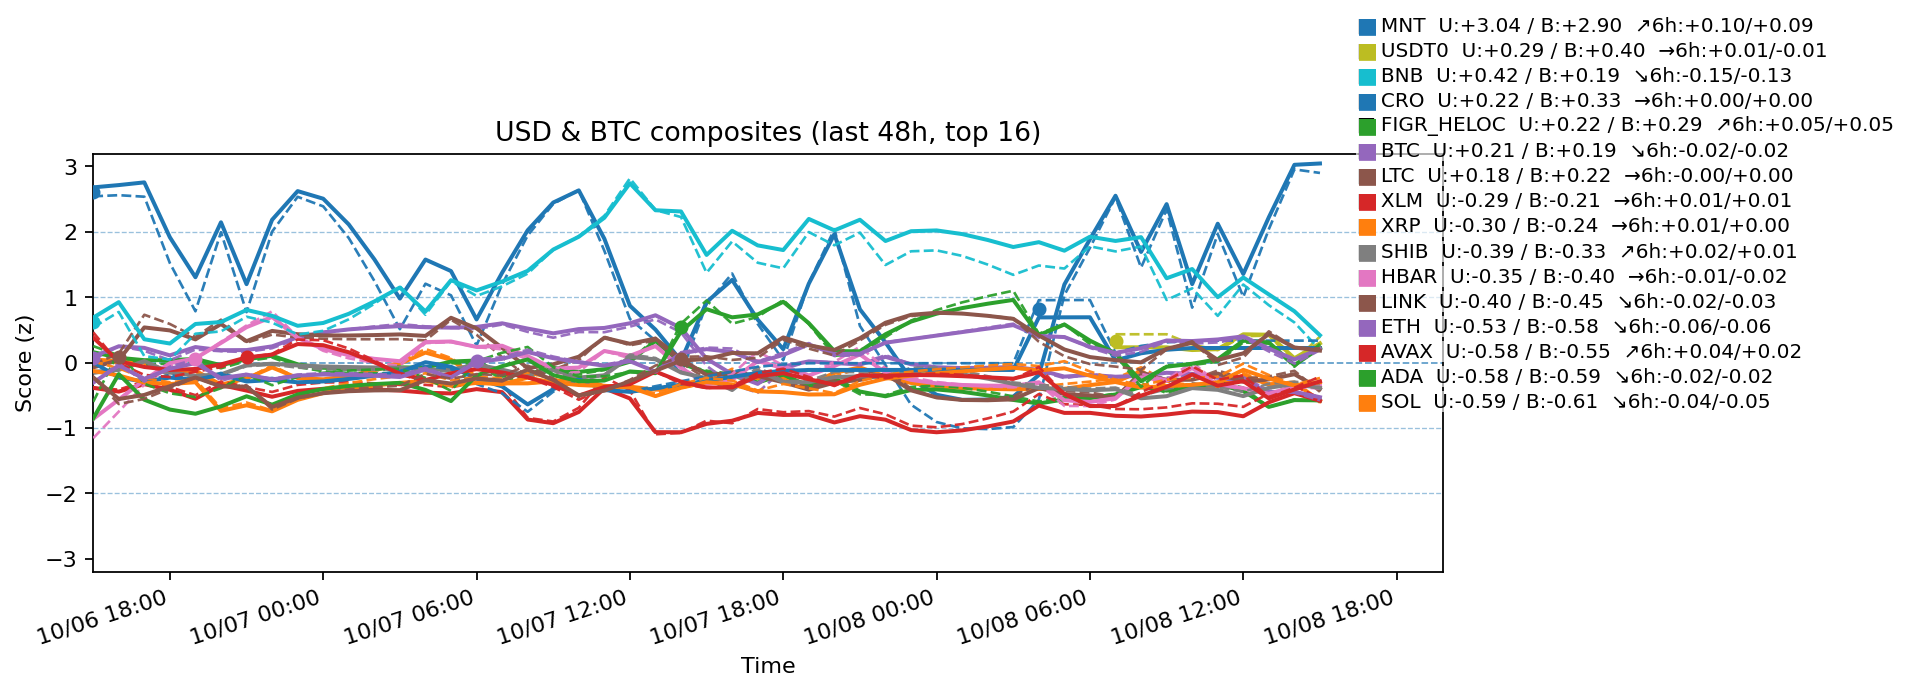 MNT U:+3.04 / B:+2.90 ↗6h:+0.10/+0.09
USDT0 U:+0.29 / B:+0.40 →6h:+0.01/-0.01
BNB U:+0.42 / B:+0.19 ↘6h:-0.15/-0.13
CRO U:+0.22 / B:+0.33 →6h:+0.00/+0.00
FIGR_HELOC U:+0.22 / B:+0.29 ↗6h:+0.05/+0.05
BTC U:+0.21 / B:+0.19 ↘6h:-0.02/-0.02
LTC U:+0.18 / B:+0.22 →6h:-0.00/+0.00
XLM U:-0.29 / B:-0.21 →6h:+0.01/+0.01
XRP U:-0.30 / B:-0.24 →6h:+0.01/+0.00
SHIB U:-0.39 / B:-0.33 ↗6h:+0.02/+0.01
HBAR U:-0.35 / B:-0.40 →6h:-0.01/-0.02
LINK U:-0.40 / B:-0.45 ↘6h:-0.02/-0.03
ETH U:-0.53 / B:-0.58 ↘6h:-0.06/-0.06
AVAX U:-0.58 / B:-0.55 ↗6h:+0.04/+0.02
ADA U:-0.58 / B:-0.59 ↘6h:-0.02/-0.02
SOL U:-0.59 / B:-0.61 ↘6h:-0.04/-0.05
USD & BTC composites (last 48h, top 16)
Score (z)
3
2
1
0
−1
−2
−3
10/06 18:00
10/07 00:00
10/07 06:00
10/07 12:00
10/07 18:00
10/08 00:00
10/08 06:00
10/08 12:00
10/08 18:00
Time